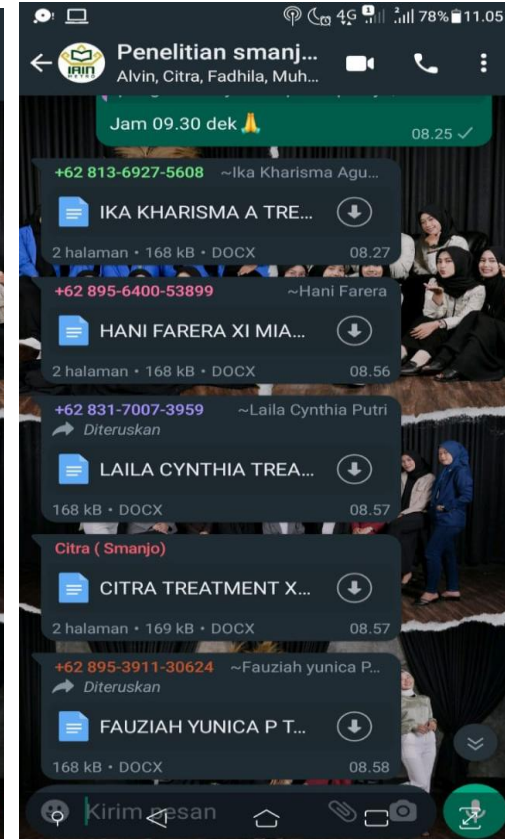 4G 78% 11.05
Penelitian smanj...
IAIN
METRO
Alvin, Citra, Fadhila, Muh...
Jam 09.30 dek🙏
08.25
+62 813-6927-5608 ~Ika Kharisma Agu...
IKA KHARISMA A TRE...
2 halaman • 168 kB • DOCX 08.27
+62 895-6400-53899 ~Hani Farera
HANI FARERA XI MIA...
2 halaman • 168 kB • DOCX 08.56
+62 831-7007-3959 ~Laila Cynthia Putri
Diteruskan
LAILA CYNTHIA TREA...
168 kB • DOCX 08.57
Citra ( Smanjo)
CITRA TREATMENT X...
2 halaman • 169 kB • DOCX 08.57
+62 895-3911-30624 ~Fauziah yunica P...
Diteruskan
FAUZIAH YUNICA P T...
168 kB • DOCX 08.58
Kirim pesan